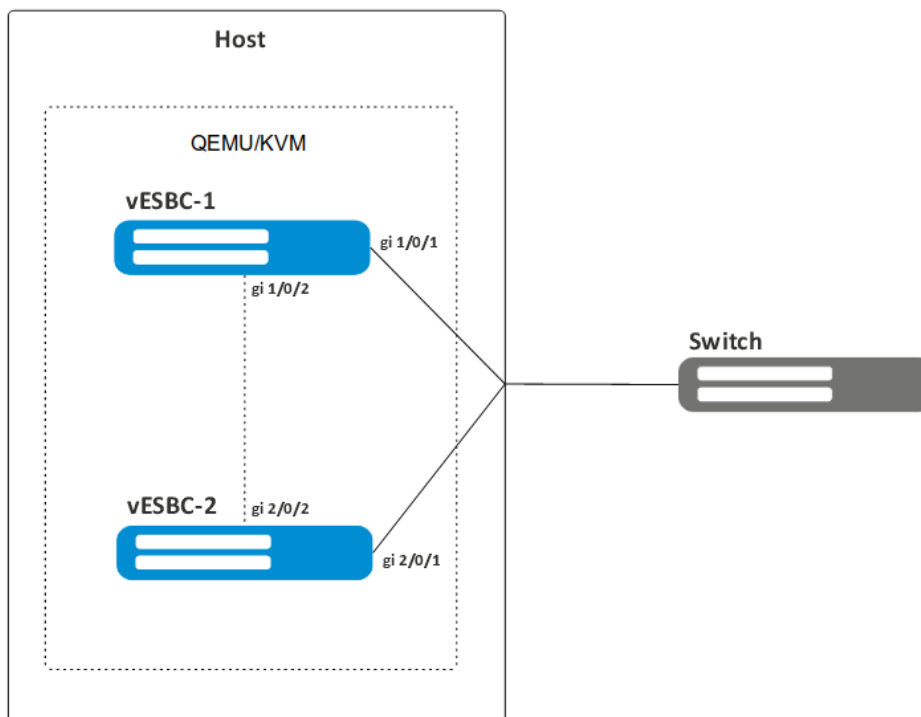 Host
QEMU/KVM
vESBC-1
gi 1/0/1
gi 1/0/2
Switch
vESBC-2
gi 2/0/2
gi 2/0/1